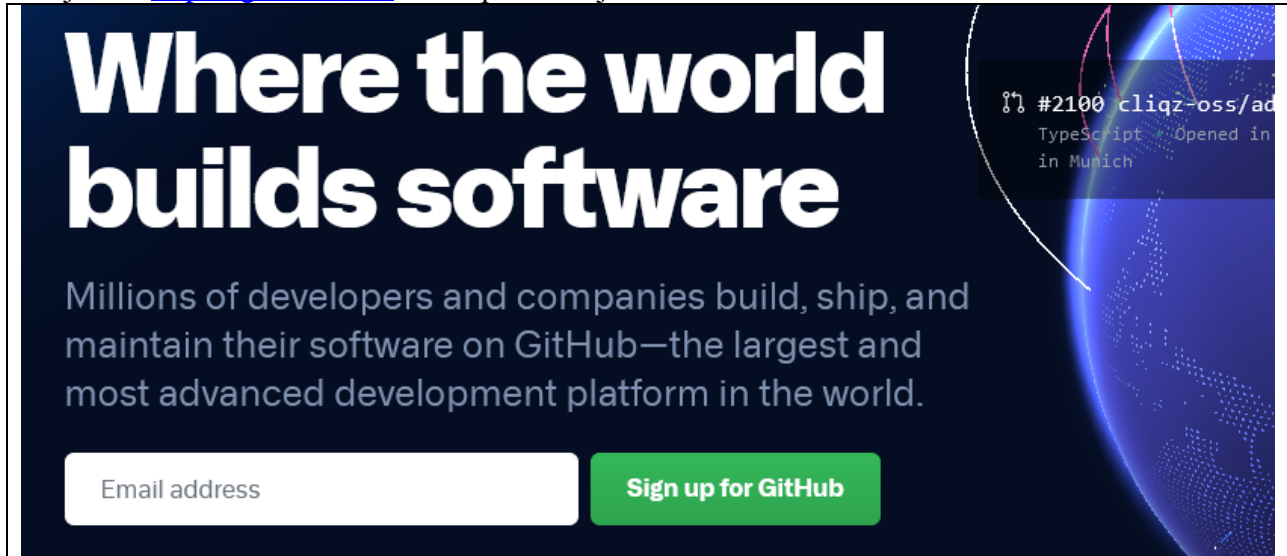 Where the world
builds software
#2100 cliqz-oss/ad
TypeScript • Opened in
in Munich
Millions of developers and companies build, ship, and
maintain their software on GitHub—the largest and
most advanced development platform in the world.
Email address
Sign up for GitHub